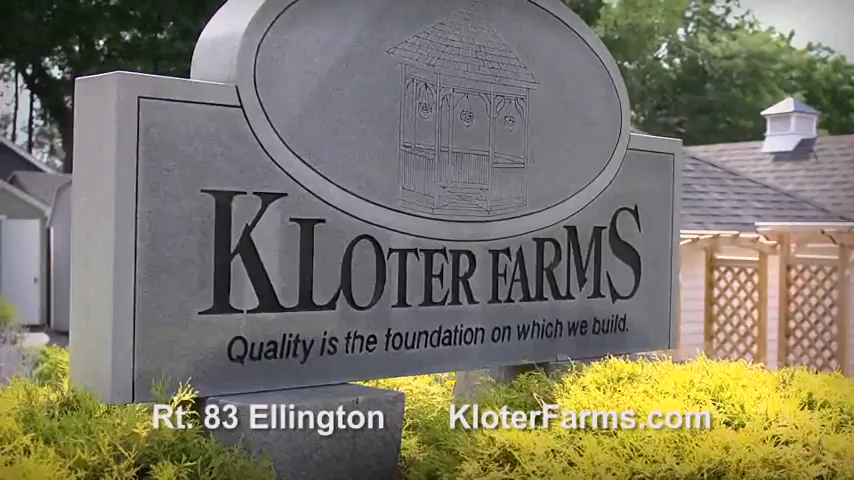 KLOTER FARMS
Quality is the foundation on which we build.
Rt. 83 Ellington KloterFarms.com